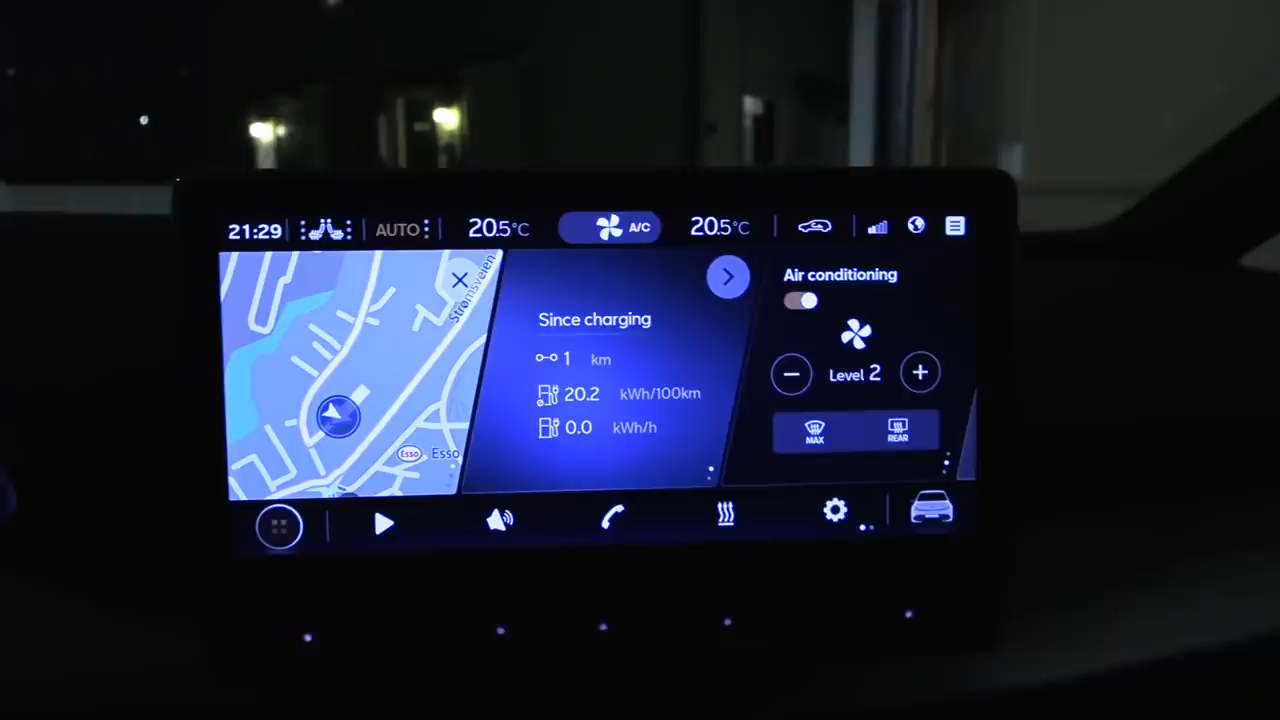 21:29
AUTO
20.5°C
A/C
20.5°C
Strømsveien
Esso
Esso
Since charging
1 km
20.2 kWh/100km
0.0 kWh/h
Air conditioning
Level 2
MAX
REAR